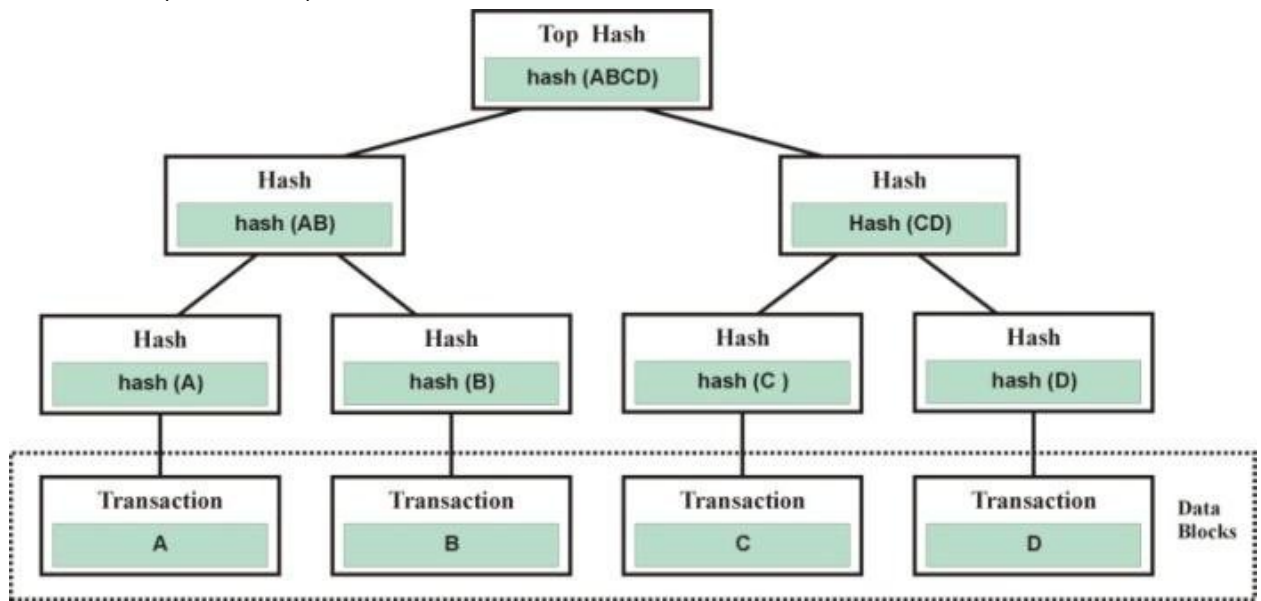 Top Hash
hash (ABCD)
Hash
hash (AB)
Hash
Hash (CD)
Hash
hash (A)
Hash
hash (B)
Hash
hash (C )
Hash
hash (D)
Transaction
A
Transaction
B
Transaction
C
Transaction
D
Data
Blocks